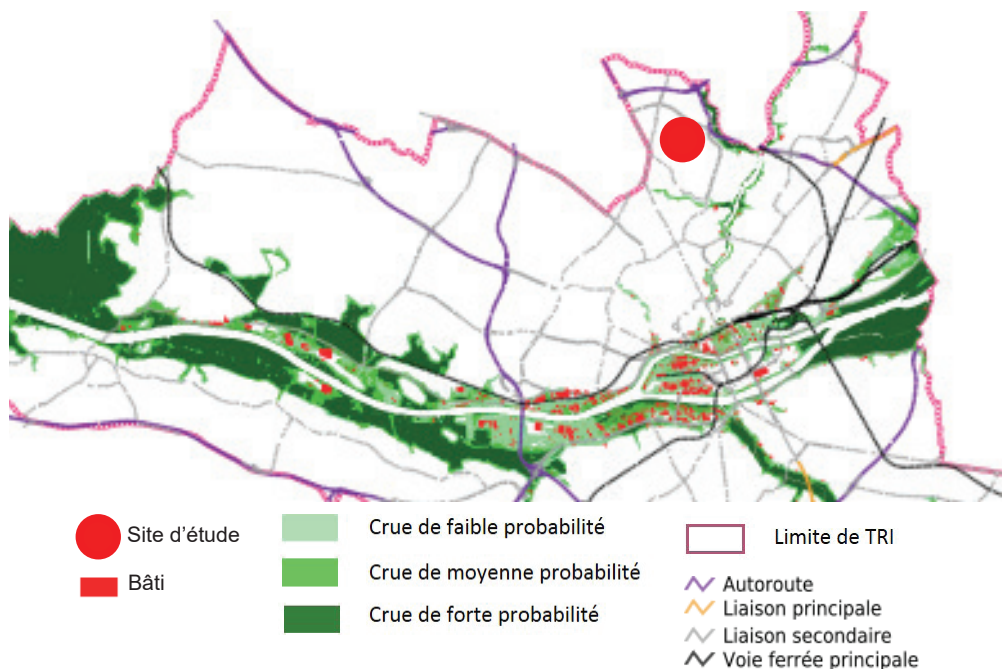 Site d'étude
Bâti
Crue de faible probabilité
Crue de moyenne probabilité
Crue de forte probabilité
Limite de TRI
Autoroute
Liaison principale
Liaison secondaire
Voie ferrée principale